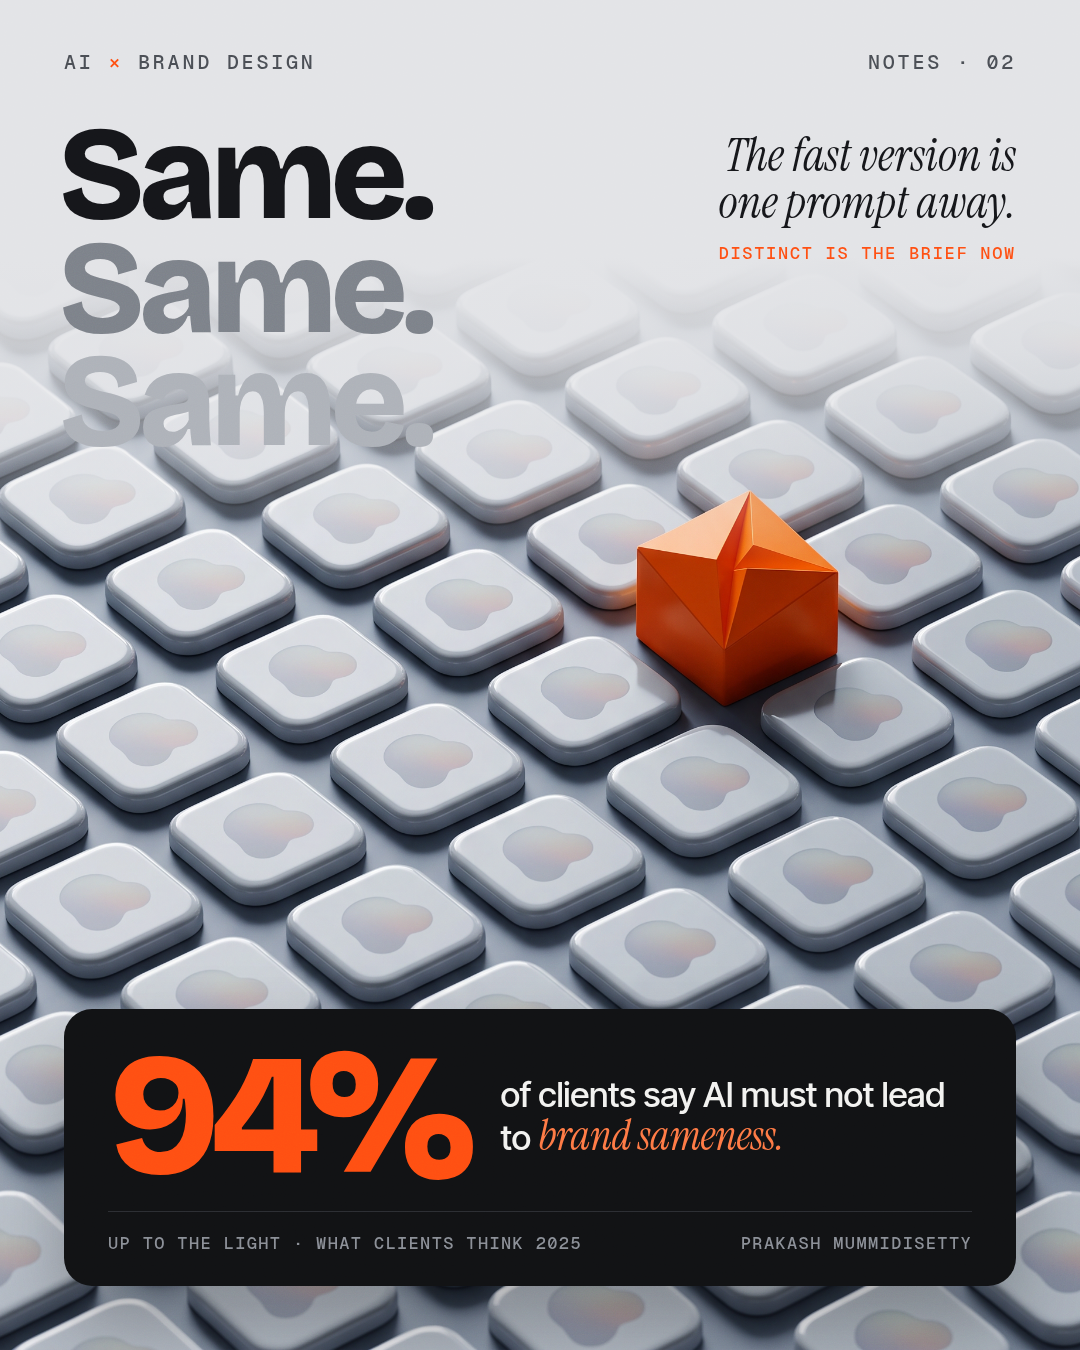 AI × BRAND DESIGN
NOTES · 02
Same.
Same.
Same.
The fast version is
one prompt away.
DISTINCT IS THE BRIEF NOW
94%
of clients say AI must not lead
to brand sameness.
UP TO THE LIGHT · WHAT CLIENTS THINK 2025
PRAKASH MUMMIDISETTY